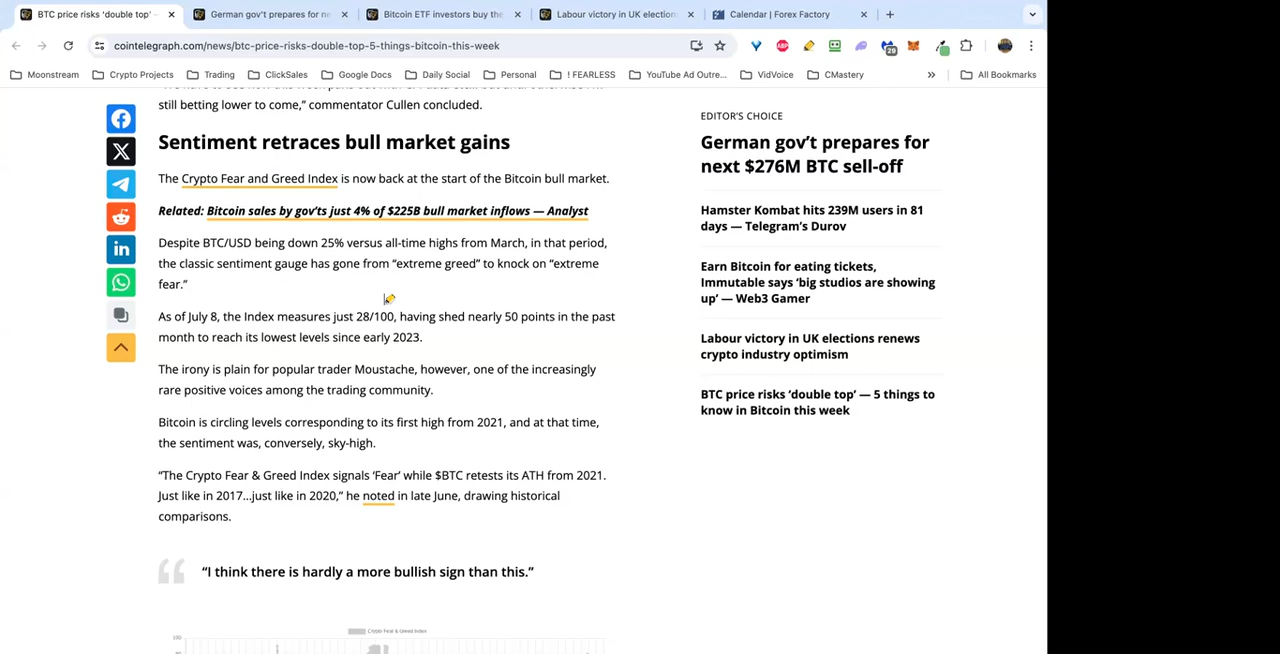 BTC price risks 'double top' –
German gov't prepares for ne
Bitcoin ETF investors buy the
Labour victory in UK election
Calendar | Forex Factory
cointelegraph.com/news/btc-price-risks-double-top-5-things-bitcoin-this-week
ABP
29
Moonstream
Crypto Projects
Trading
ClickSales
Google Docs
Daily Social
Personal
! FEARLESS
YouTube Ad Outre...
VidVoice
CMastery
»
All Bookmarks
still betting lower to come,” commentator Cullen concluded.
Sentiment retraces bull market gains
The Crypto Fear and Greed Index is now back at the start of the Bitcoin bull market.
Related: Bitcoin sales by gov’ts just 4% of $225B bull market inflows — Analyst
Despite BTC/USD being down 25% versus all-time highs from March, in that period,
the classic sentiment gauge has gone from “extreme greed” to knock on “extreme
fear.”
As of July 8, the Index measures just 28/100, having shed nearly 50 points in the past
month to reach its lowest levels since early 2023.
The irony is plain for popular trader Moustache, however, one of the increasingly
rare positive voices among the trading community.
Bitcoin is circling levels corresponding to its first high from 2021, and at that time,
the sentiment was, conversely, sky-high.
“The Crypto Fear & Greed Index signals ‘Fear’ while $BTC retests its ATH from 2021.
Just like in 2017...just like in 2020,” he noted in late June, drawing historical
comparisons.
“I think there is hardly a more bullish sign than this.”
Crypto Fear & Greed Index
100
EDITOR’S CHOICE
German gov’t prepares for
next $276M BTC sell-off
Hamster Kombat hits 239M users in 81
days — Telegram’s Durov
Earn Bitcoin for eating tickets,
Immutable says ‘big studios are showing
up’ — Web3 Gamer
Labour victory in UK elections renews
crypto industry optimism
BTC price risks ‘double top’ — 5 things to
know in Bitcoin this week